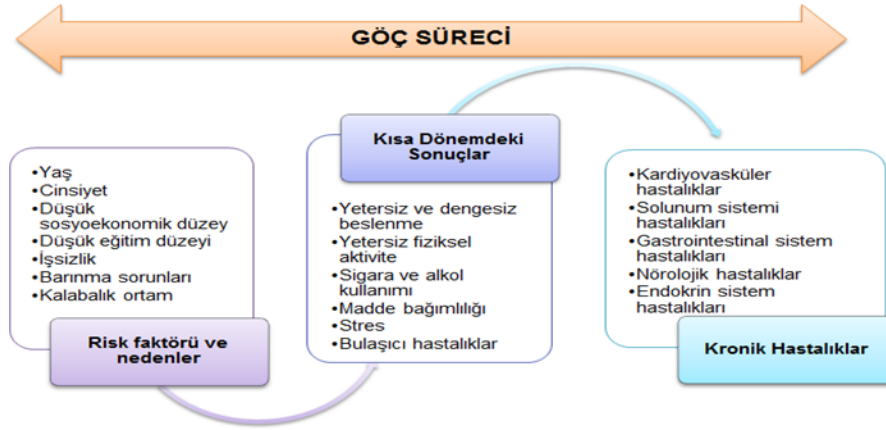 GÖÇ SÜRECİ
•Yaş
•Cinsiyet
•Düşük
sosyoekonomik düzey
•Düşük eğitim düzeyi
•İşsizlik
•Barınma sorunları
•Kalabalık ortam
Risk faktörü ve
nedenler
Kısa Dönemdeki
Sonuçlar
•Yetersiz ve dengesiz
beslenme
•Yetersiz fiziksel
aktivite
•Sigara ve alkol
kullanımı
•Madde bağımlılığı
•Stres
•Bulaşıcı hastalıklar
•Kardiyovasküler
hastalıklar
•Solunum sistemi
hastalıkları
•Gastrointestinal sistem
hastalıkları
•Nörolojik hastalıklar
•Endokrin sistem
hastalıkları
Kronik Hastalıklar